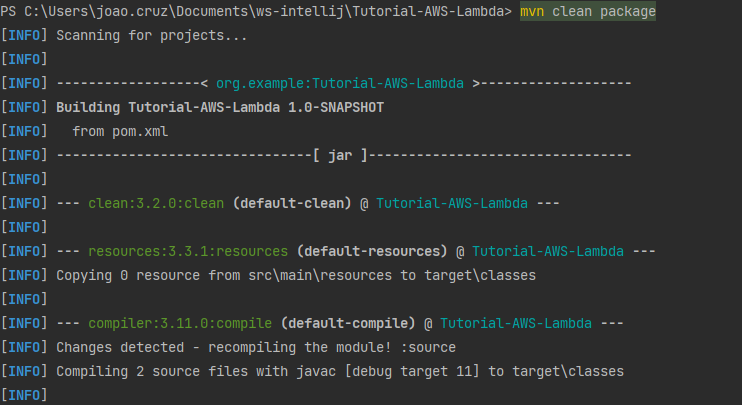 PS C:\Users\joao.cruz\Documents\ws-intellij\Tutorial-AWS-Lambda> mvn clean package
[INFO] Scanning for projects...
[INFO]
[INFO] ------------------< org.example:Tutorial-AWS-Lambda >-------------------
[INFO] Building Tutorial-AWS-Lambda 1.0-SNAPSHOT
[INFO]   from pom.xml
[INFO] --------------------------------[ jar ]---------------------------------
[INFO]
[INFO] --- clean:3.2.0:clean (default-clean) @ Tutorial-AWS-Lambda ---
[INFO]
[INFO] --- resources:3.3.1:resources (default-resources) @ Tutorial-AWS-Lambda ---
[INFO] Copying 0 resource from src\main\resources to target\classes
[INFO]
[INFO] --- compiler:3.11.0:compile (default-compile) @ Tutorial-AWS-Lambda ---
[INFO] Changes detected - recompiling the module! :source
[INFO] Compiling 2 source files with javac [debug target 11] to target\classes
[INFO]